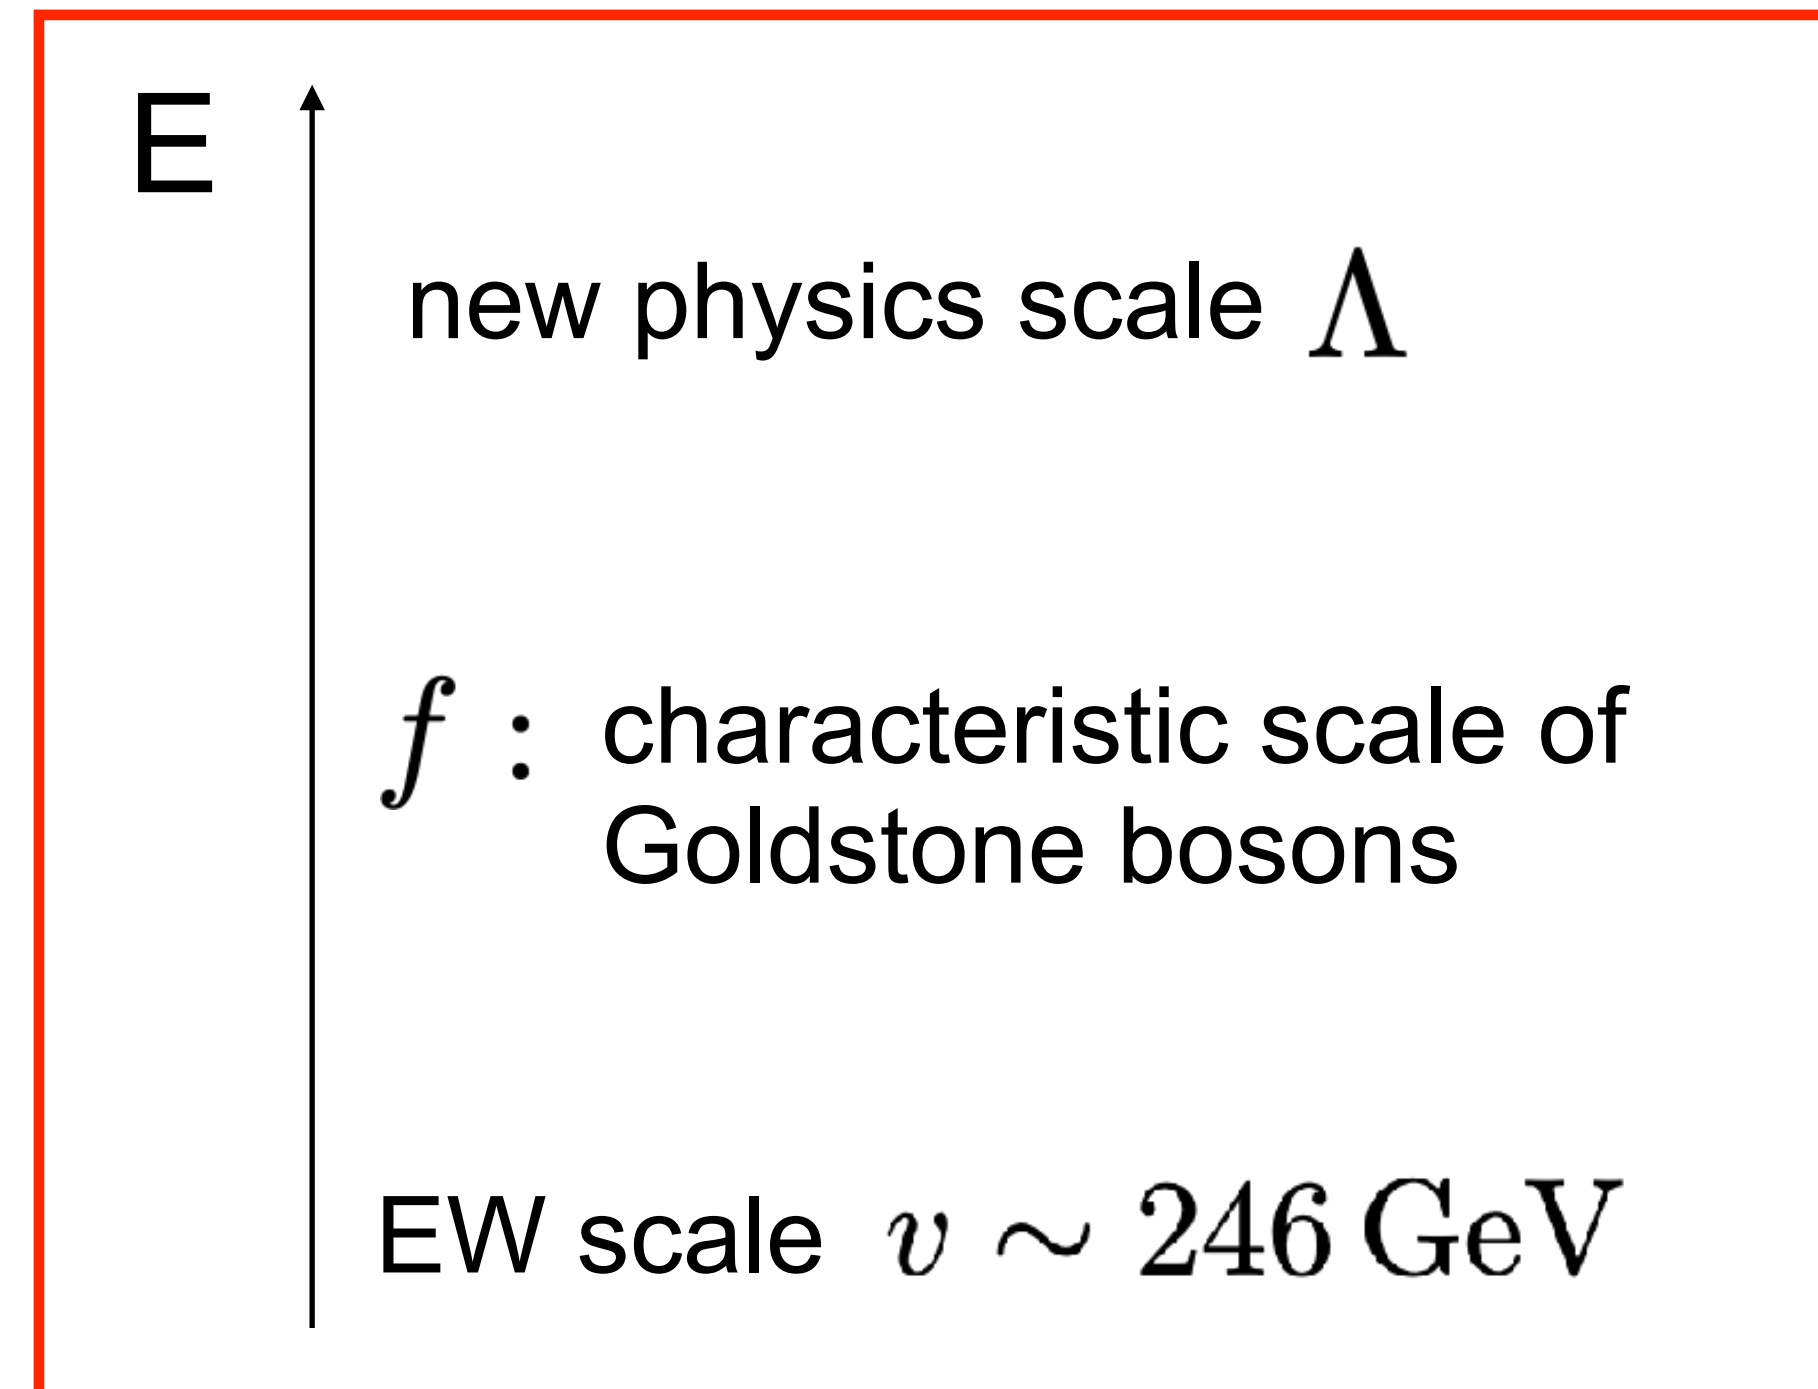 E
new physics scale Λ
f : characteristic scale of
Goldstone bosons
EW scale v ∼ 246 GeV